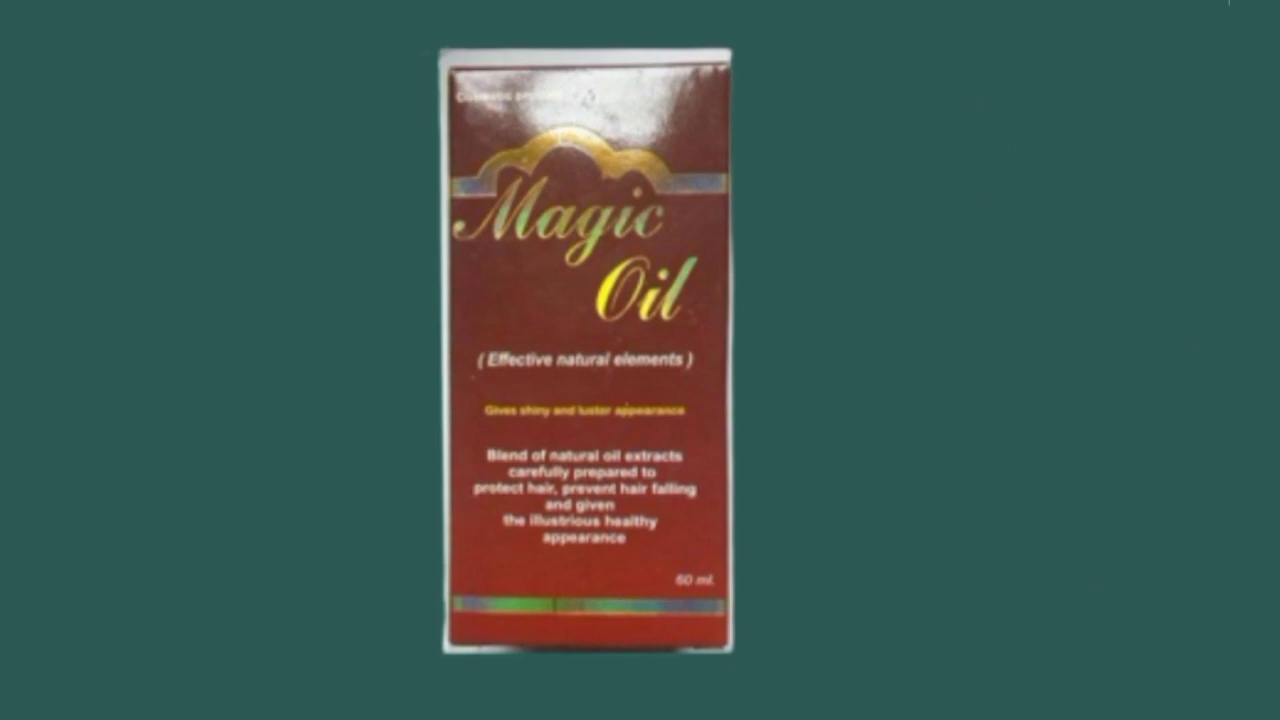 Cosmetic
Magic
Oil
( Effective natural elements )
Gives shiny and luster appearance
Blend of natural oil extracts
carefully prepared to
protect hair, prevent hair falling
and given
the illustrious healthy
appearance
60 ml.